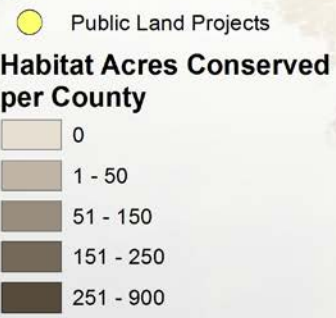 Public Land Projects
Habitat Acres Conserved
per County
0
1 - 50
51 - 150
151 - 250
251 - 900